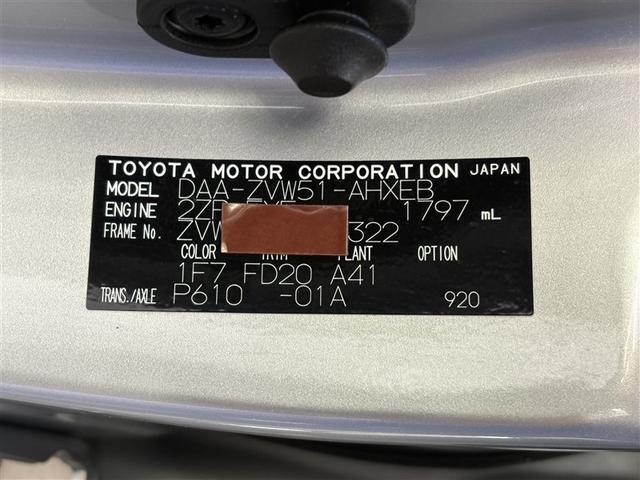 TOYOTA MOTOR CORPORATION JAPAN
MODEL DAA-ZVW51-AHXEB
ENGINE 1797 mL
FRAME No. ZVW 322
COLOR PLANT OPTION
1F7 FD20 A41
TRANS./AXLE P610 -01A 920